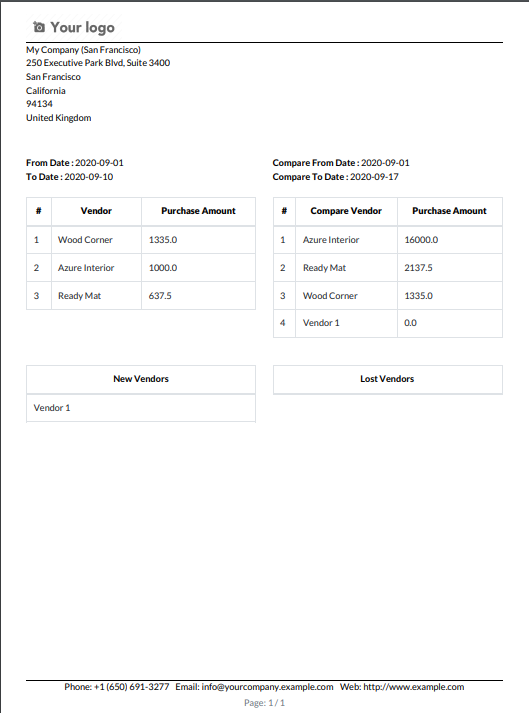 Your logo
My Company (San Francisco)
250 Executive Park Blvd, Suite 3400
San Francisco
California
94134
United Kingdom
From Date : 2020-09-01
To Date : 2020-09-10
Compare From Date : 2020-09-01
Compare To Date : 2020-09-17
# Vendor Purchase Amount
1 Wood Corner 1335.0
2 Azure Interior 1000.0
3 Ready Mat 637.5
# Compare Vendor Purchase Amount
1 Azure Interior 16000.0
2 Ready Mat 2137.5
3 Wood Corner 1335.0
4 Vendor 1 0.0
New Vendors
Vendor 1
Lost Vendors
Phone: +1 (650) 691-3277 Email: info@yourcompany.example.com Web: http://www.example.com
Page: 1 / 1